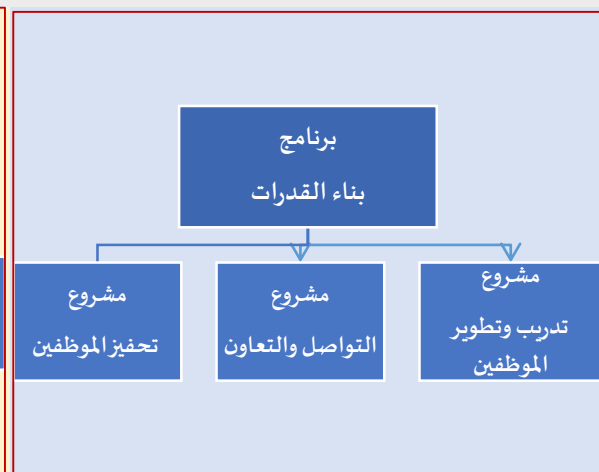 برنامج
بناء القدرات
مشروع
تدريب وتطوير
الموظفين
مشروع
التواصل والتعاون
مشروع
تحفيز الموظفين